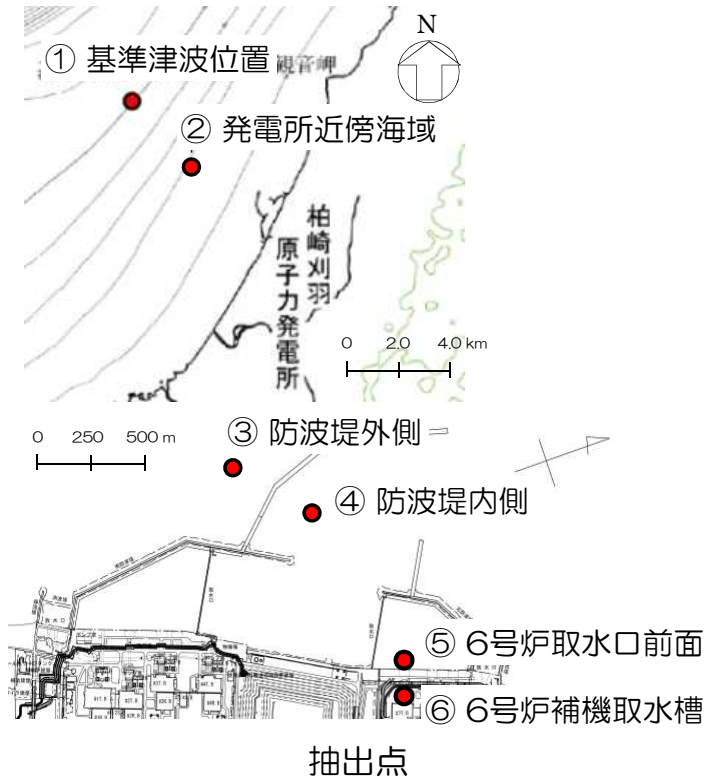 ① 基準津波位置
観音岬
N
② 発電所近傍海域
柏崎刈羽
原子力発電所
0 2.0 4.0 km
0 250 500 m
③ 防波堤外側
④ 防波堤内側
⑤ 6号炉取水口前面
⑥ 6号炉補機取水槽
抽出点